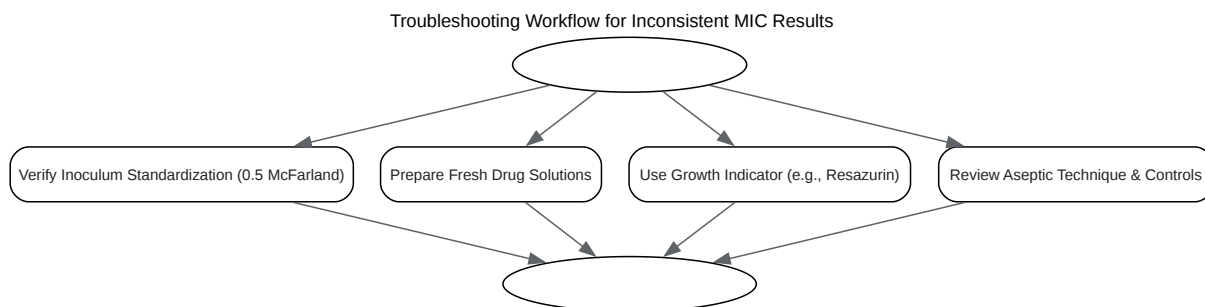 Troubleshooting Workflow for Inconsistent MIC Results
Verify Inoculum Standardization (0.5 McFarland)
Prepare Fresh Drug Solutions
Use Growth Indicator (e.g., Resazurin)
Review Aseptic Technique & Controls